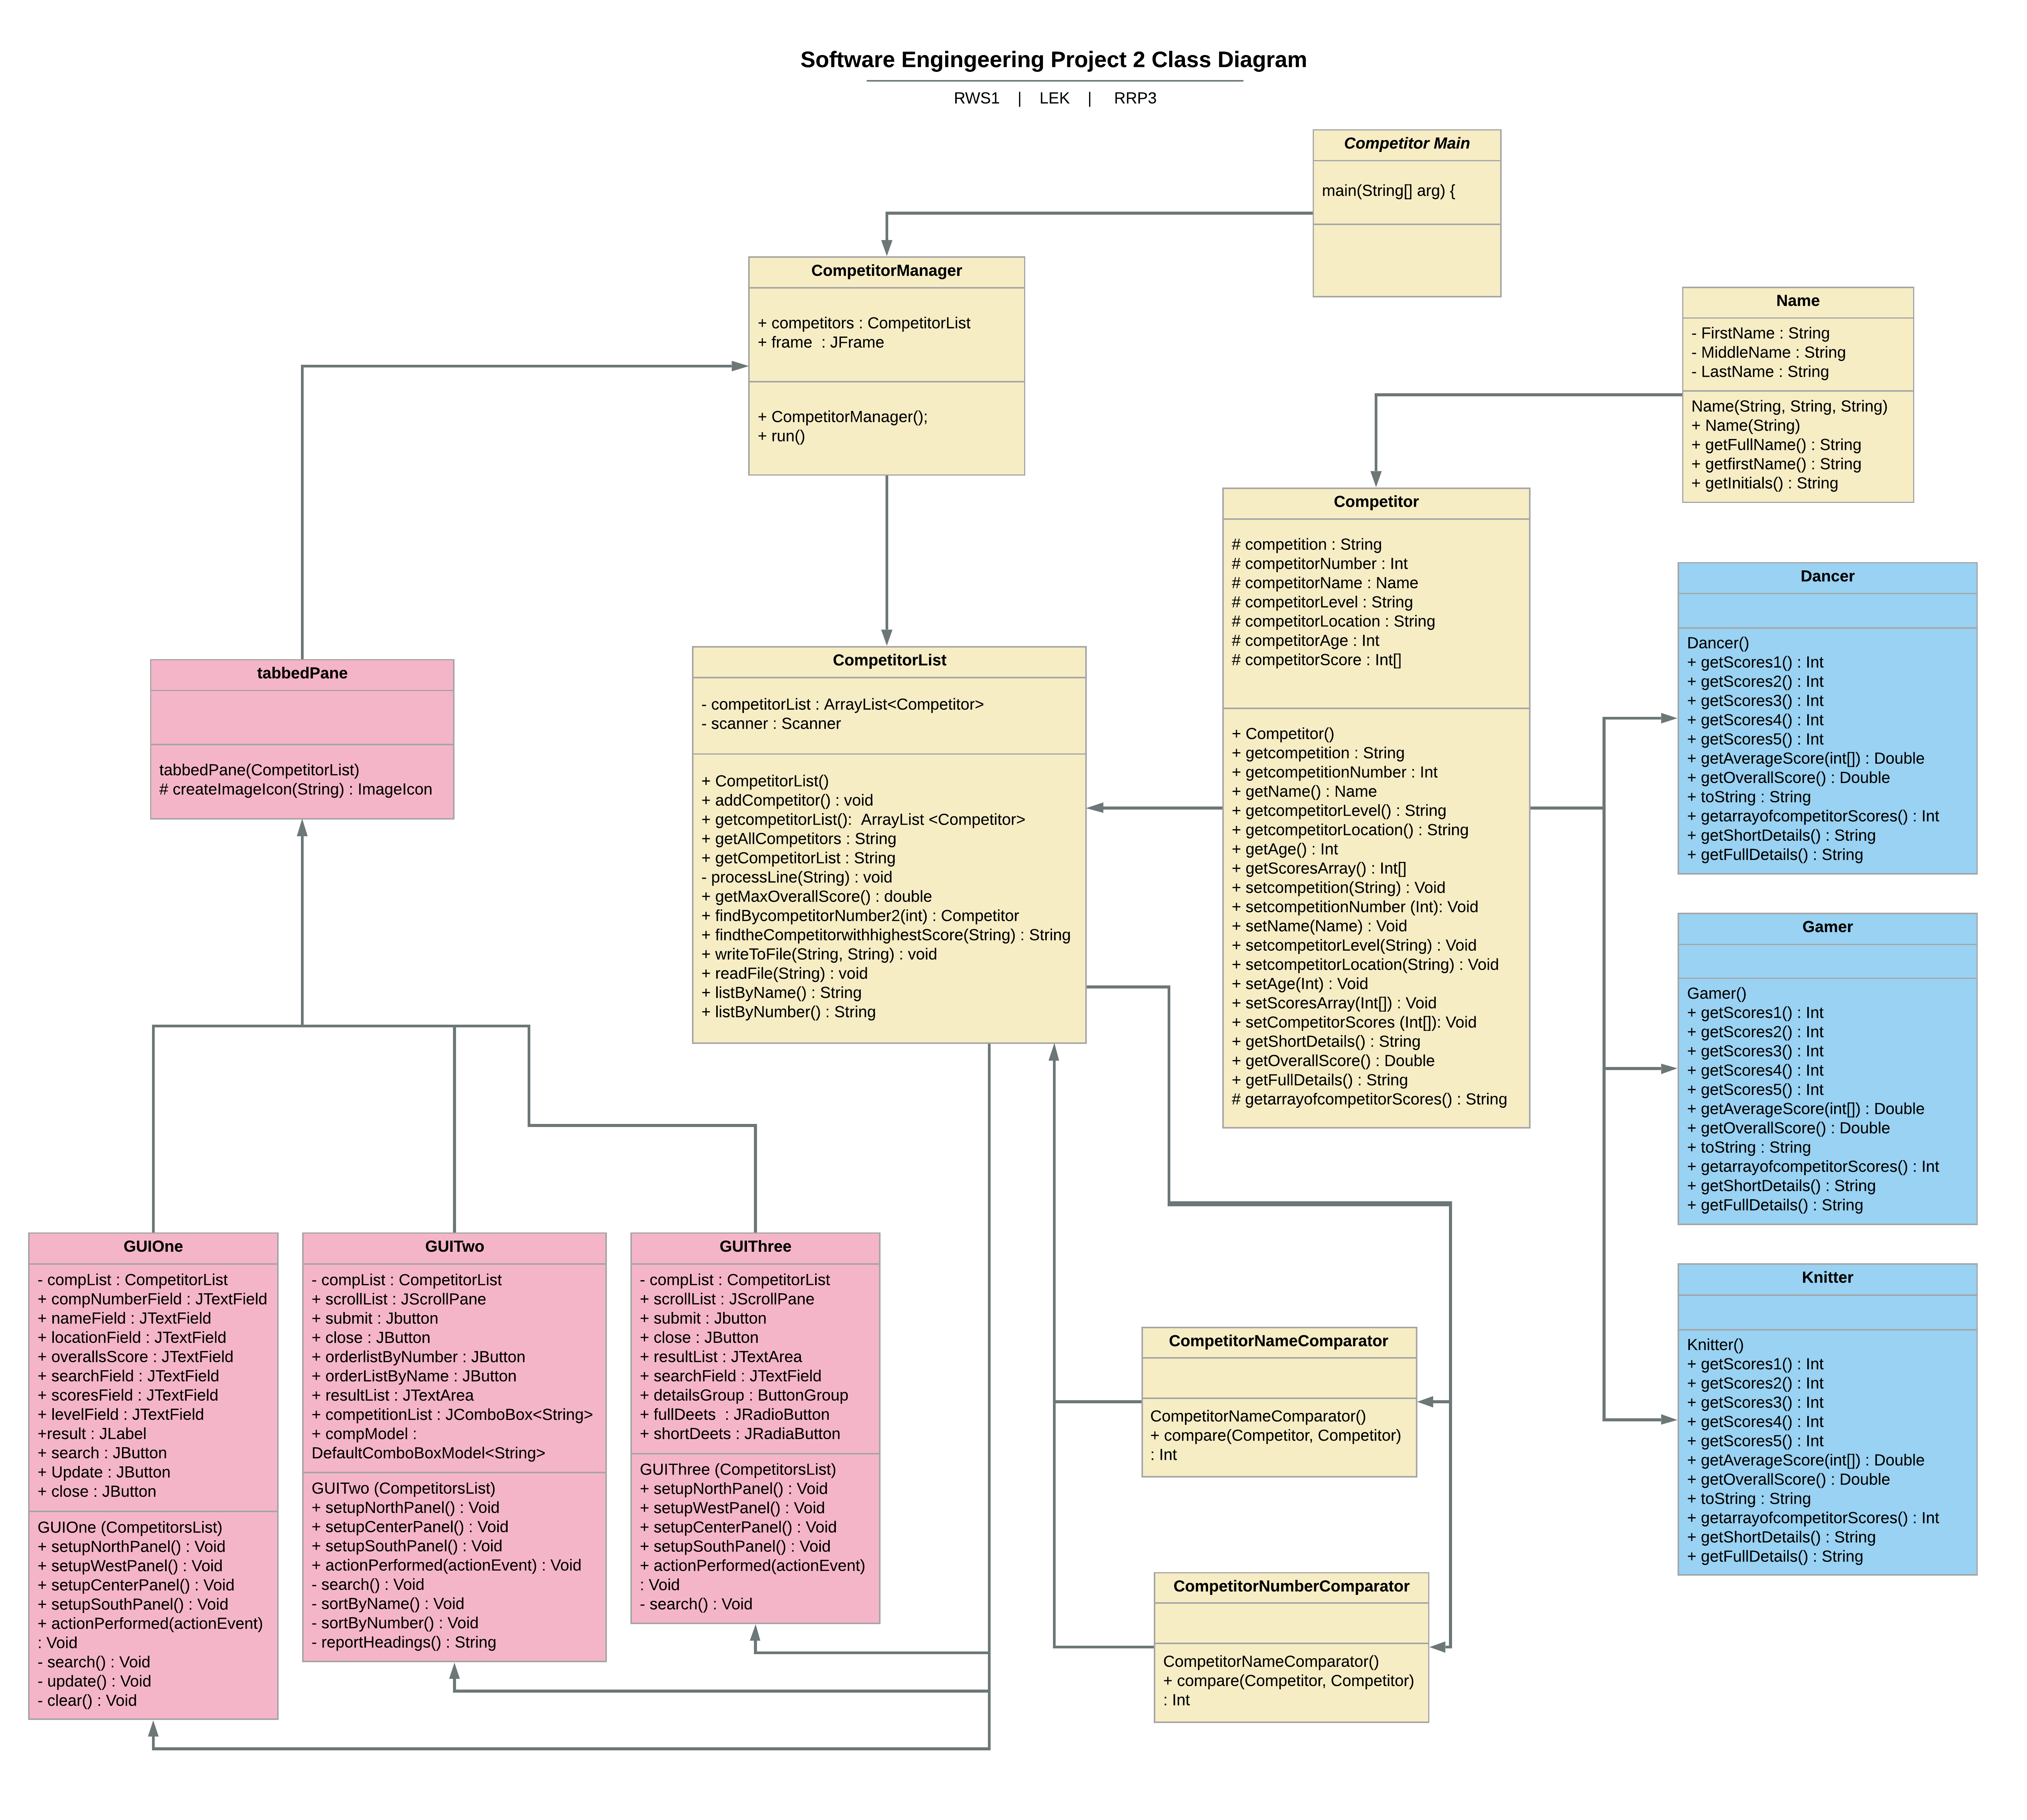 Software Engingeering Project 2 Class Diagram
RWS1 | LEK | RRP3
Competitor Main
main(String[] arg) {
CompetitorManager
+ competitors : CompetitorList
+ frame : JFrame
+ CompetitorManager();
+ run()
Name
- FirstName : String
- MiddleName : String
- LastName : String
Name(String, String, String)
+ Name(String)
+ getFullName() : String
+ getfirstName() : String
+ getInitials() : String
Competitor
# competition : String
# competitorNumber : Int
# competitorName : Name
# competitorLevel : String
# competitorLocation : String
# competitorAge : Int
# competitorScore : Int[]
+ Competitor()
+ getcompetition : String
+ getcompetitionNumber : Int
+ getName() : Name
+ getcompetitorLevel() : String
+ getcompetitorLocation() : String
+ getAge() : Int
+ getScoresArray() : Int[]
+ setcompetition(String) : Void
+ setcompetitionNumber (Int): Void
+ setName(Name) : Void
+ setcompetitorLevel(String) : Void
+ setcompetitorLocation(String) : Void
+ setAge(Int) : Void
+ setScoresArray(Int[]) : Void
+ setCompetitorScores (Int[]): Void
+ getShortDetails() : String
+ getOverallScore() : Double
+ getFullDetails() : String
# getarrayofcompetitorScores() : String
Dancer
Dancer()
+ getScores1() : Int
+ getScores2() : Int
+ getScores3() : Int
+ getScores4() : Int
+ getScores5() : Int
+ getAverageScore(int[]) : Double
+ getOverallScore() : Double
+ toString : String
+ getarrayofcompetitorScores() : Int
+ getShortDetails() : String
+ getFullDetails() : String
tabbedPane
tabbedPane(CompetitorList)
# createImageIcon(String) : ImageIcon
CompetitorList
- competitorList : ArrayList<Competitor>
- scanner : Scanner
+ CompetitorList()
+ addCompetitor() : void
+ getcompetitorList(): ArrayList <Competitor>
+ getAllCompetitors : String
+ getCompetitorList : String
- processLine(String) : void
+ getMaxOverallScore() : double
+ findBycompetitorNumber2(int) : Competitor
+ findtheCompetitorwithhighestScore(String) : String
+ writeToFile(String, String) : void
+ readFile(String) : void
+ listByName() : String
+ listByNumber() : String
Gamer
Gamer()
+ getScores1() : Int
+ getScores2() : Int
+ getScores3() : Int
+ getScores4() : Int
+ getScores5() : Int
+ getAverageScore(int[]) : Double
+ getOverallScore() : Double
+ toString : String
+ getarrayofcompetitorScores() : Int
+ getShortDetails() : String
+ getFullDetails() : String
GUIOne
- compList : CompetitorList
+ compNumberField : JTextField
+ nameField : JTextField
+ locationField : JTextField
+ overallsScore : JTextField
+ searchField : JTextField
+ scoresField : JTextField
+ levelField : JTextField
+result : JLabel
+ search : JButton
+ Update : JButton
+ close : JButton
GUIOne (CompetitorsList)
+ setupNorthPanel() : Void
+ setupWestPanel() : Void
+ setupCenterPanel() : Void
+ setupSouthPanel() : Void
+ actionPerformed(actionEvent)
: Void
- search() : Void
- update() : Void
- clear() : Void
GUITwo
- compList : CompetitorList
+ scrollList : JScrollPane
+ submit : Jbutton
+ close : JButton
+ orderlistByNumber : JButton
+ orderListByName : JButton
+ resultList : JTextArea
+ competitionList : JComboBox<String>
+ compModel :
DefaultComboBoxModel<String>
GUITwo (CompetitorsList)
+ setupNorthPanel() : Void
+ setupCenterPanel() : Void
+ setupSouthPanel() : Void
+ actionPerformed(actionEvent) : Void
- search() : Void
- sortByName() : Void
- sortByNumber() : Void
- reportHeadings() : String
GUIThree
- compList : CompetitorList
+ scrollList : JScrollPane
+ submit : Jbutton
+ close : JButton
+ resultList : JTextArea
+ searchField : JTextField
+ detailsGroup : ButtonGroup
+ fullDeets : JRadioButton
+ shortDeets : JRadiaButton
GUIThree (CompetitorsList)
+ setupNorthPanel() : Void
+ setupWestPanel() : Void
+ setupCenterPanel() : Void
+ setupSouthPanel() : Void
+ actionPerformed(actionEvent)
: Void
- search() : Void
CompetitorNameComparator
CompetitorNameComparator()
+ compare(Competitor, Competitor)
: Int
CompetitorNumberComparator
CompetitorNameComparator()
+ compare(Competitor, Competitor)
: Int
Knitter
Knitter()
+ getScores1() : Int
+ getScores2() : Int
+ getScores3() : Int
+ getScores4() : Int
+ getScores5() : Int
+ getAverageScore(int[]) : Double
+ getOverallScore() : Double
+ toString : String
+ getarrayofcompetitorScores() : Int
+ getShortDetails() : String
+ getFullDetails() : String